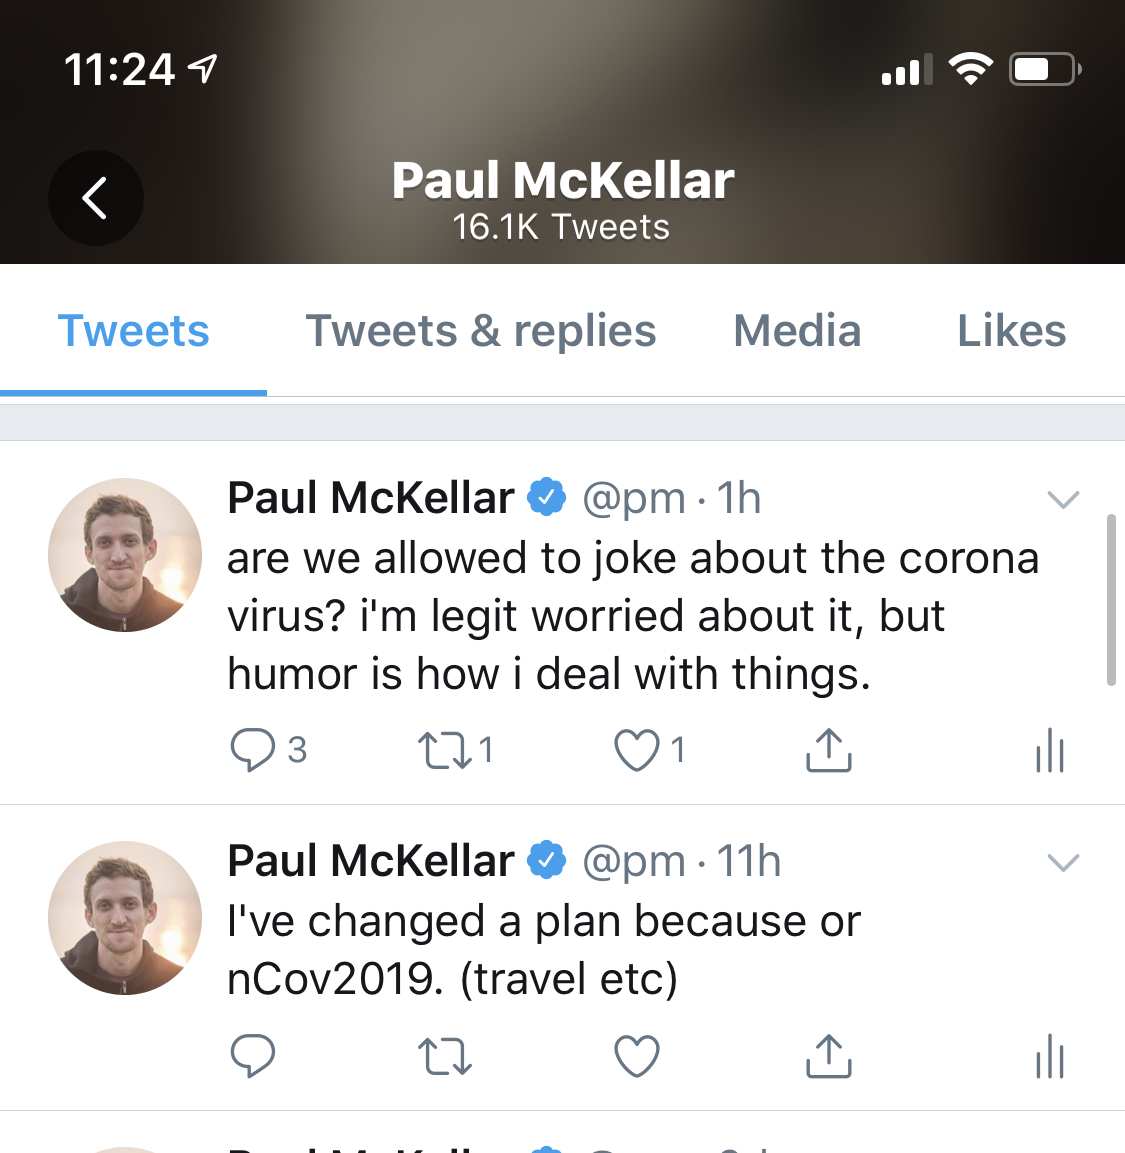 11:24
Paul McKellar
16.1K Tweets
Tweets Tweets & replies Media Likes
Paul McKellar @pm · 1h
are we allowed to joke about the corona
virus? i'm legit worried about it, but
humor is how i deal with things.
3 1 1
Paul McKellar @pm · 11h
I've changed a plan because or
nCov2019. (travel etc)